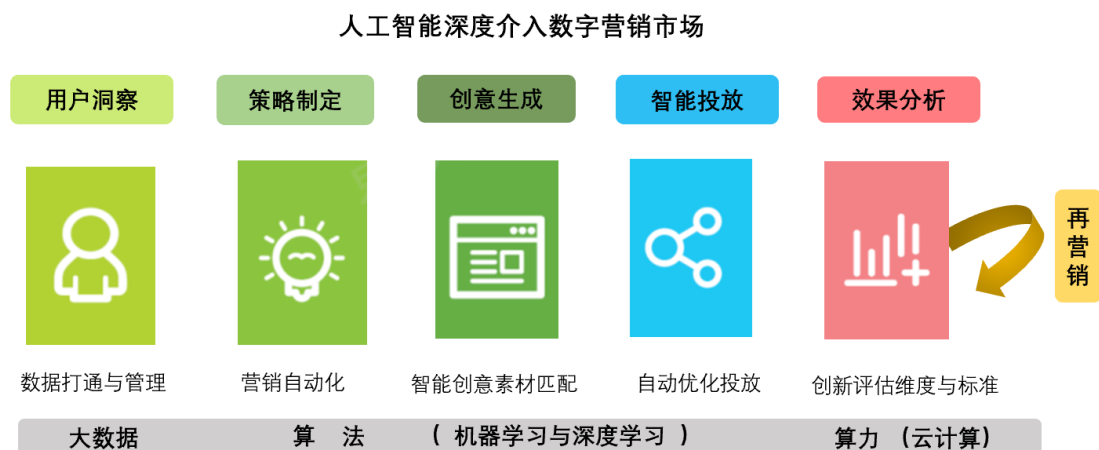 人工智能深度介入数字营销市场
用户洞察
策略制定
创意生成
智能投放
效果分析
再营销
数据打通与管理
营销自动化
智能创意素材匹配
自动优化投放
创新评估维度与标准
大数据
算 法 ( 机器学习与深度学习 )
算力 (云计算)